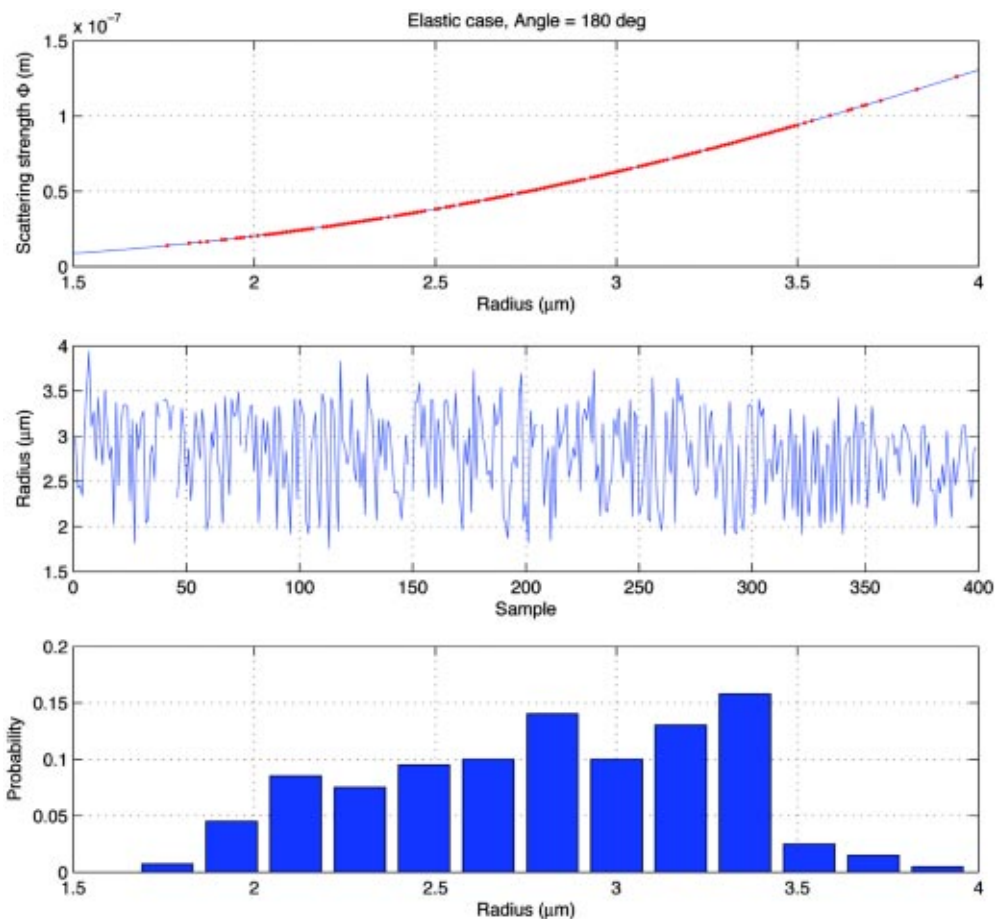 Elastic case, Angle = 180 deg
x 10⁻⁷
Scattering strength Φ (m)
1.5
1
0.5
0
1.5 2 2.5 3 3.5 4
Radius (μm)
Radius (μm)
4
3.5
3
2.5
2
1.5
0 50 100 150 200 250 300 350 400
Sample
Probability
0.2
0.15
0.1
0.05
0
1.5 2 2.5 3 3.5 4
Radius (μm)